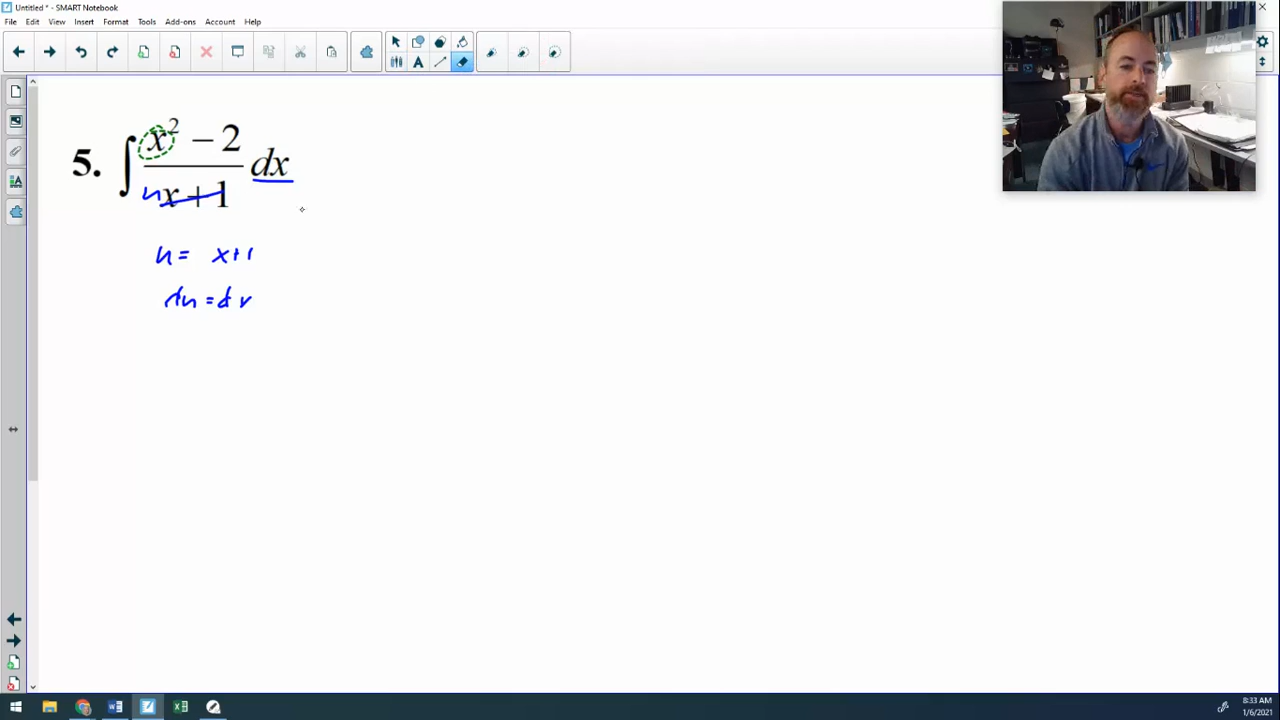 Untitled * - SMART Notebook
File Edit View Insert Format Tools Add-ons Account Help
5. ∫ x² − 2 / x + 1 dx
u
u = x+1
du = dx
8:33 AM
1/6/2021